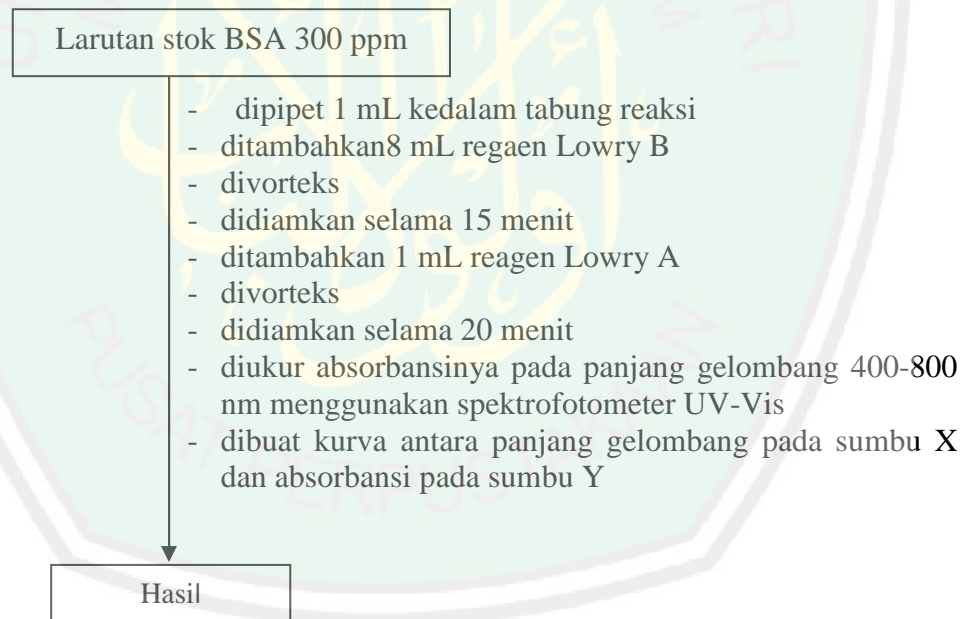 Larutan stok BSA 300 ppm
- dipipet 1 mL kedalam tabung reaksi
- ditambahkan8 mL regaen Lowry B
- divorteks
- didiamkan selama 15 menit
- ditambahkan 1 mL reagen Lowry A
- divorteks
- didiamkan selama 20 menit
- diukur absorbansinya pada panjang gelombang 400-800
nm menggunakan spektrofotometer UV-Vis
- dibuat kurva antara panjang gelombang pada sumbu X
dan absorbansi pada sumbu Y
Hasil